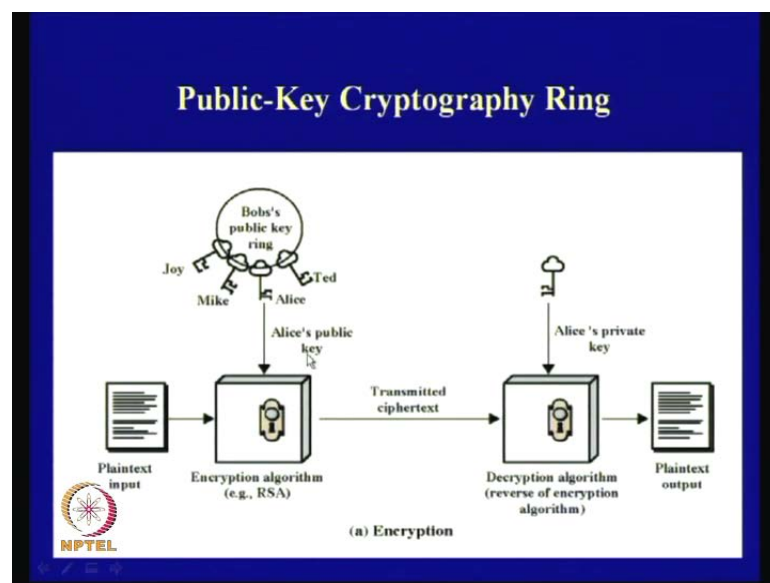 Public-Key Cryptography Ring
Bobs's
public key
ring
Joy
Mike
Alice
Ted
Alice's public
key
Alice 's private
key
Transmitted
ciphertext
Plaintext
input
Encryption algorithm
(e.g., RSA)
Decryption algorithm
(reverse of encryption
algorithm)
Plaintext
output
(a) Encryption
NPTEL